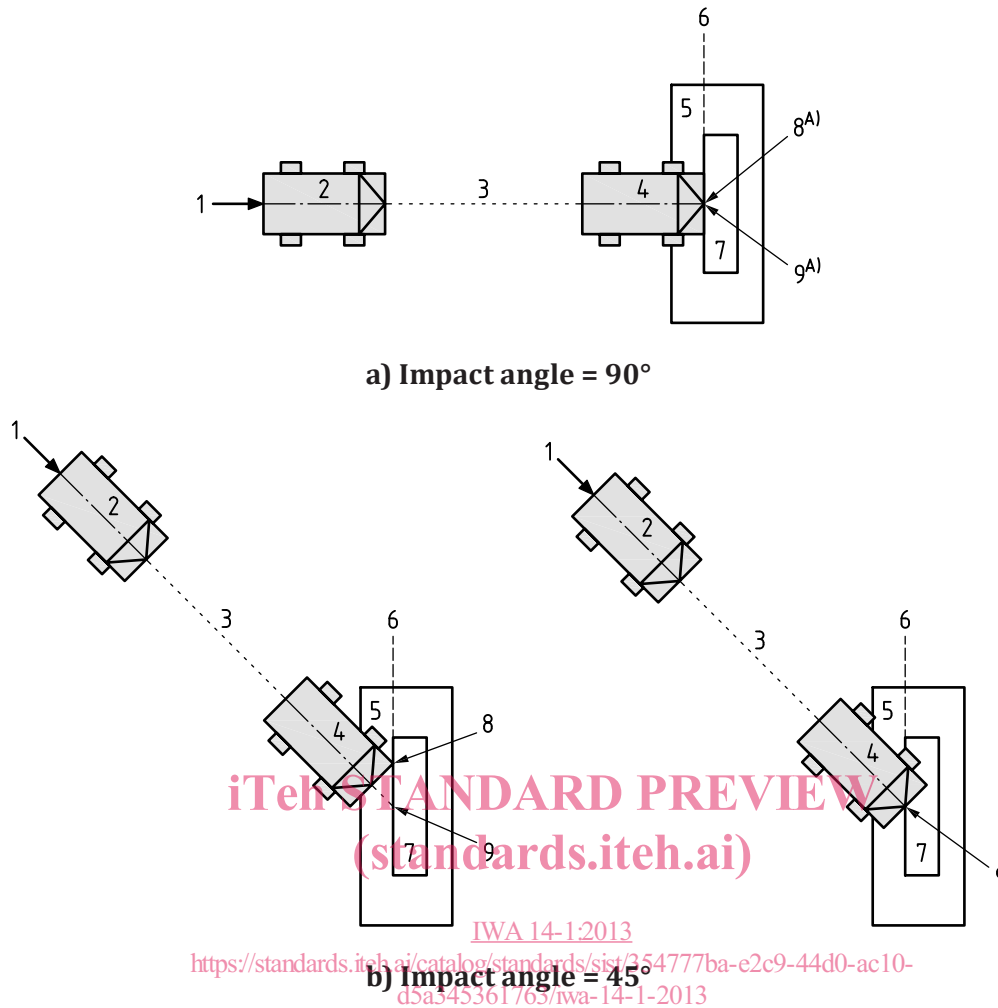 6
5
8A)
1
2
3
4
7
9A)
a) Impact angle = 90°
1
2
3
6
5
4
8
9
7
1
2
3
6
5
4
7
iTeh STANDARD PREVIEW
(standards.iteh.ai)
IWA 14-1:2013
https://standards.iteh.ai/catalog/standards/sist/354777ba-e2c9-44d0-ac10-
b) Impact angle = 45°
d5a345361763/iwa-14-1-2013